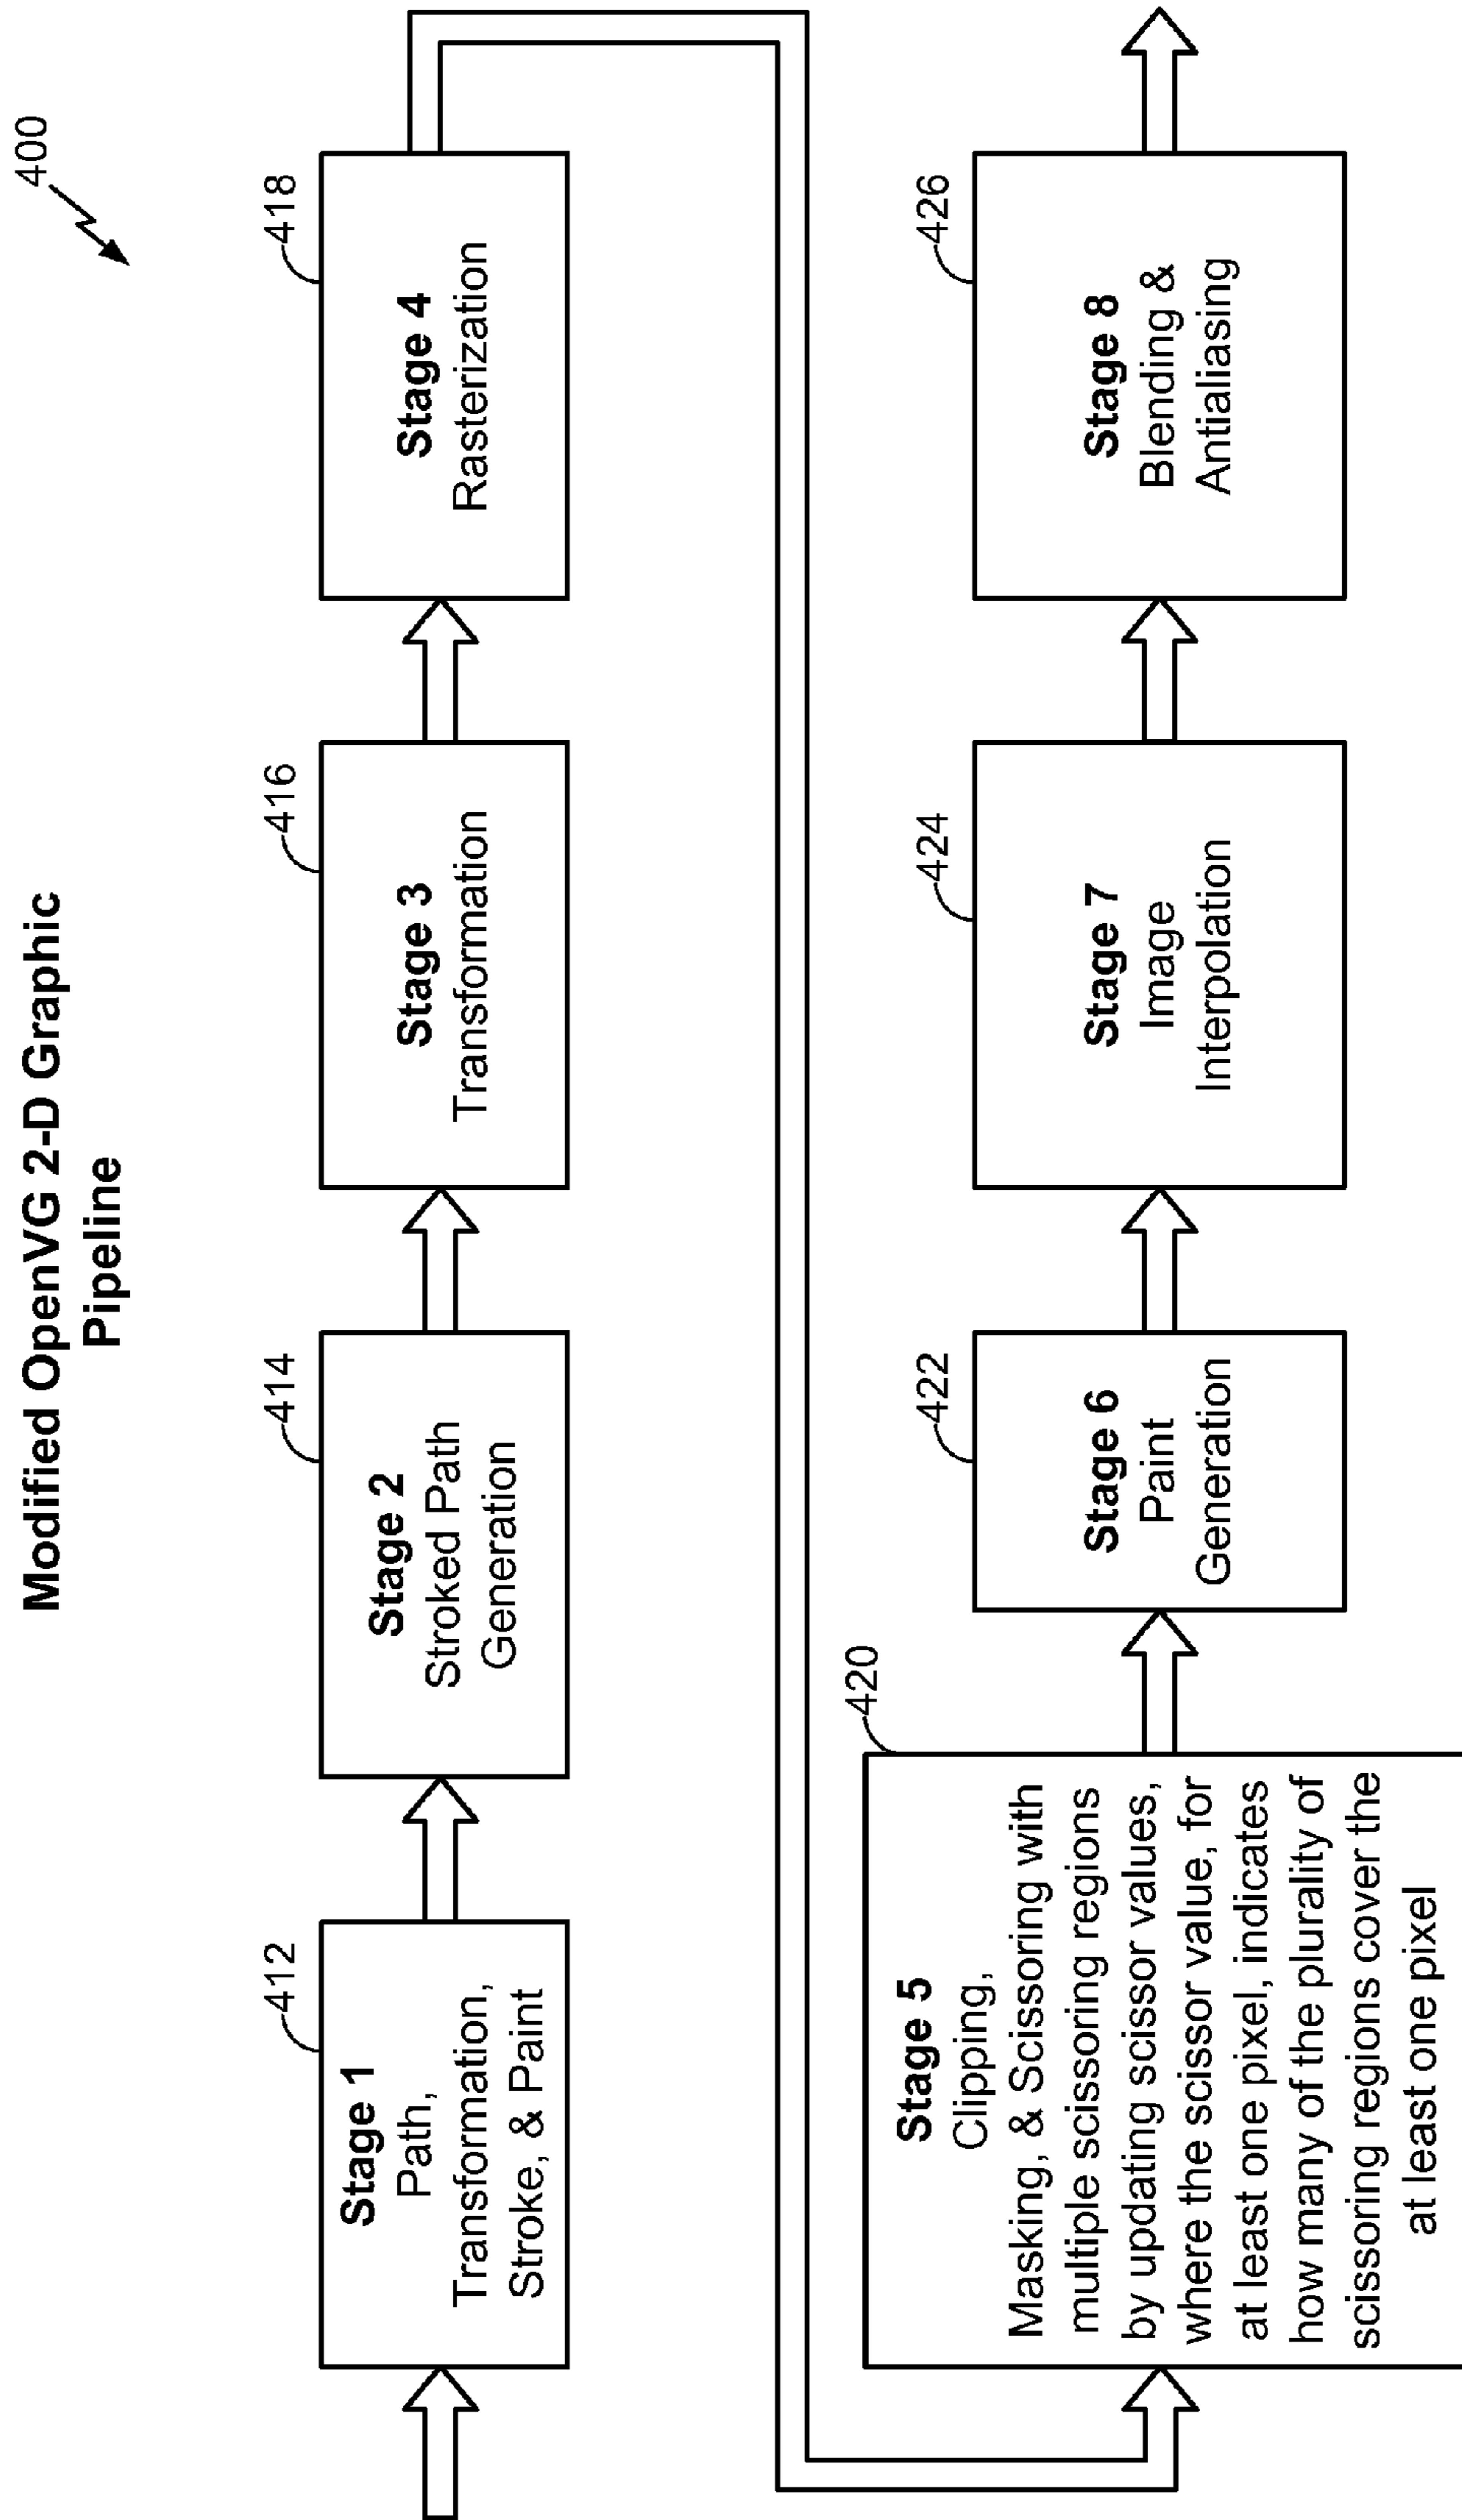 Modified OpenVG 2-D Graphic
Pipeline
400
412
Stage 1
Path,
Transformation,
Stroke, & Paint
414
Stage 2
Stroked Path
Generation
416
Stage 3
Transformation
418
Stage 4
Rasterization
420
Stage 5
Clipping,
Masking, & Scissoring with
multiple scissoring regions
by updating scissor values,
where the scissor value, for
at least one pixel, indicates
how many of the plurality of
scissoring regions cover the
at least one pixel
422
Stage 6
Paint
Generation
424
Stage 7
Image
Interpolation
426
Stage 8
Blending &
Antialiasing